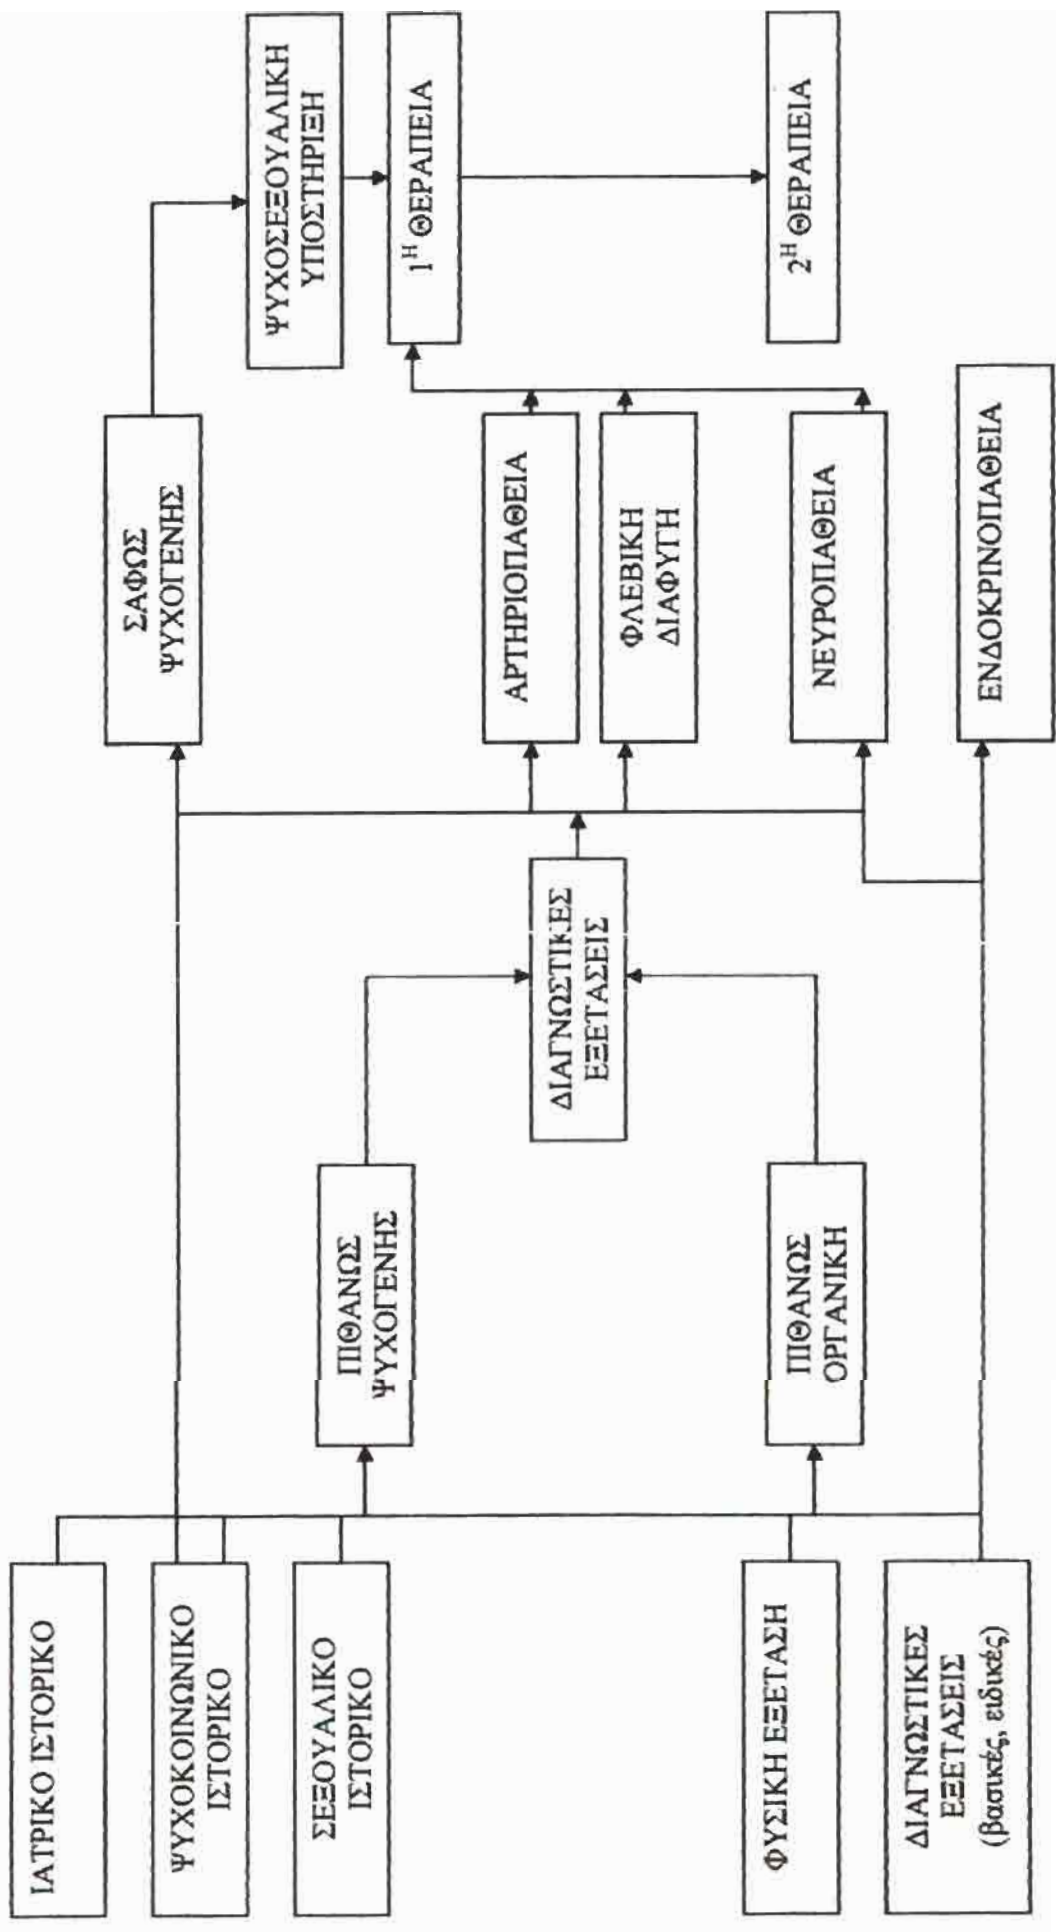 ΙΑΤΡΙΚΟ ΙΣΤΟΡΙΚΟ
ΨΥΧΟΚΟΙΝΩΝΙΚΟ
ΙΣΤΟΡΙΚΟ
ΣΕΞΟΥΑΛΙΚΟ
ΙΣΤΟΡΙΚΟ
ΦΥΣΙΚΗ ΕΞΕΤΑΣΗ
ΔΙΑΓΝΩΣΤΙΚΕΣ
ΕΞΕΤΑΣΕΙΣ
(βασικές, ειδικές)
ΠΙΘΑΝΩΣ
ΨΥΧΟΓΕΝΗΣ
ΠΙΘΑΝΩΣ
ΟΡΓΑΝΙΚΗ
ΔΙΑΓΝΩΣΤΙΚΕΣ
ΕΞΕΤΑΣΕΙΣ
ΣΑΦΩΣ
ΨΥΧΟΓΕΝΗΣ
ΑΡΤΗΡΙΟΠΑΘΕΙΑ
ΦΛΕΒΙΚΗ
ΔΙΑΦΥΓΗ
ΝΕΥΡΟΠΑΘΕΙΑ
ΕΝΔΟΚΡΙΝΟΠΑΘΕΙΑ
ΨΥΧΟΣΕΞΟΥΑΛΙΚΗ
ΥΠΟΣΤΗΡΙΞΗ
1Η ΘΕΡΑΠΕΙΑ
2Η ΘΕΡΑΠΕΙΑ